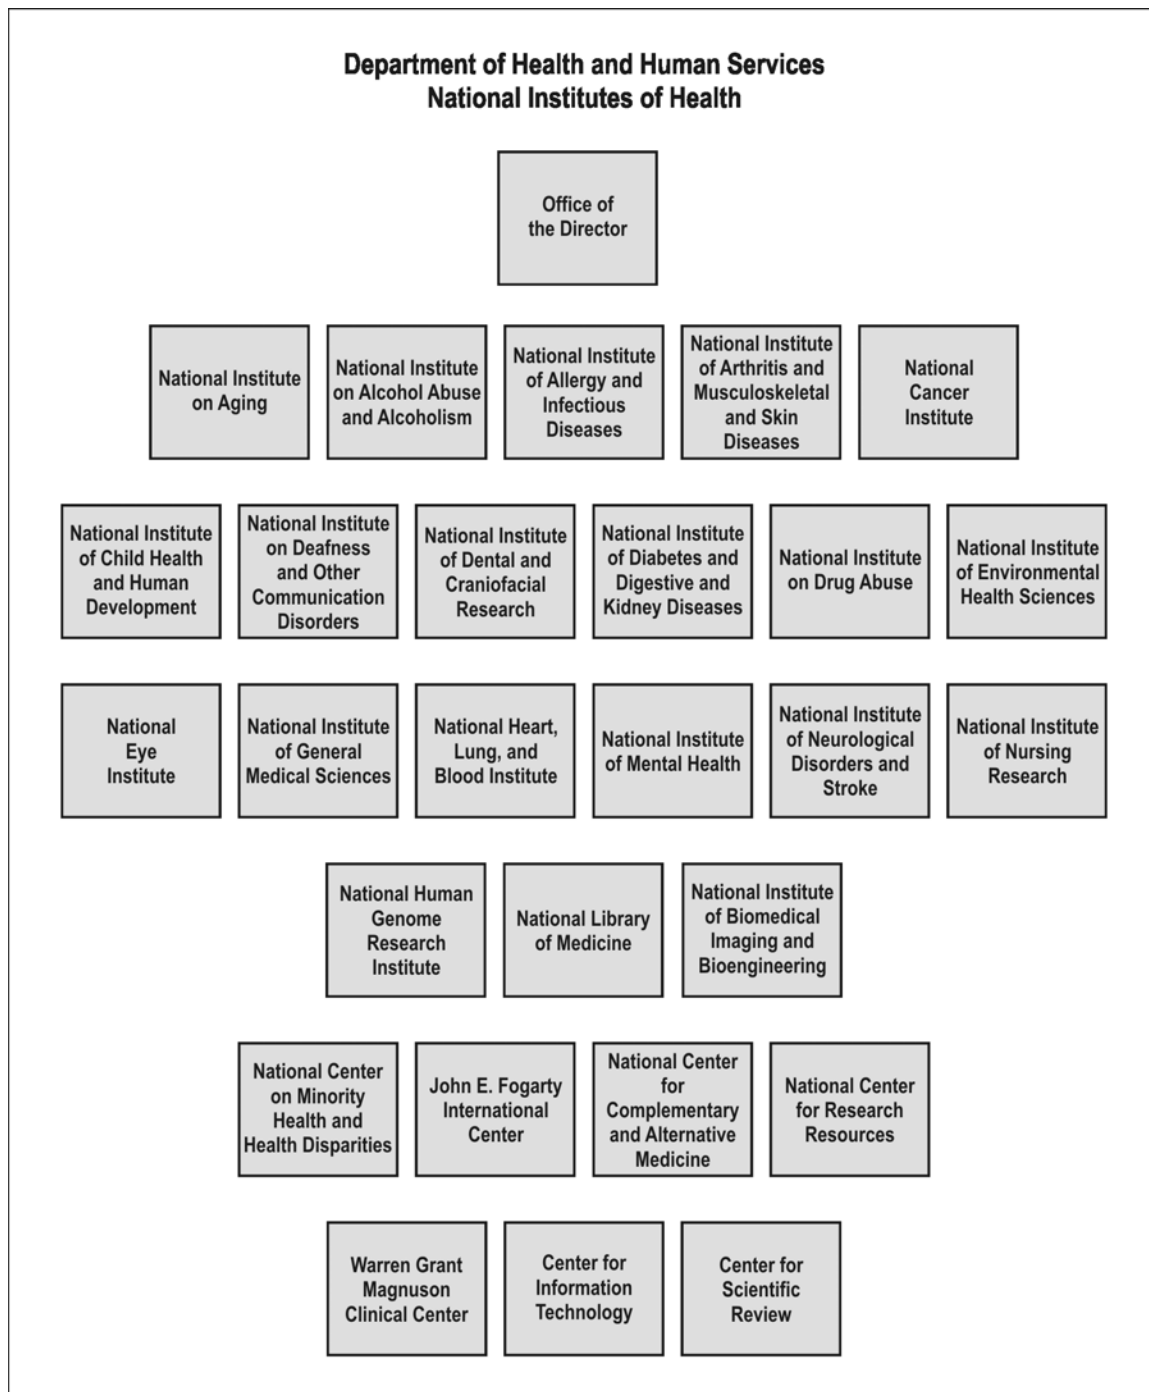 Department of Health and Human Services
National Institutes of Health
Office of
the Director
National Institute
on Aging
National Institute
on Alcohol Abuse
and Alcoholism
National Institute
of Allergy and
Infectious
Diseases
National Institute
of Arthritis and
Musculoskeletal
and Skin
Diseases
National
Cancer
Institute
National Institute
of Child Health
and Human
Development
National Institute
on Deafness
and Other
Communication
Disorders
National Institute
of Dental and
Craniofacial
Research
National Institute
of Diabetes and
Digestive and
Kidney Diseases
National Institute
on Drug Abuse
National Institute
of Environmental
Health Sciences
National
Eye
Institute
National Institute
of General
Medical Sciences
National Heart,
Lung, and
Blood Institute
National Institute
of Mental Health
National Institute
of Neurological
Disorders and
Stroke
National Institute
of Nursing
Research
National Human
Genome
Research
Institute
National Library
of Medicine
National Institute
of Biomedical
Imaging and
Bioengineering
National Center
on Minority
Health and
Health Disparities
John E. Fogarty
International
Center
National Center
for
Complementary
and Alternative
Medicine
National Center
for Research
Resources
Warren Grant
Magnuson
Clinical Center
Center for
Information
Technology
Center for
Scientific
Review